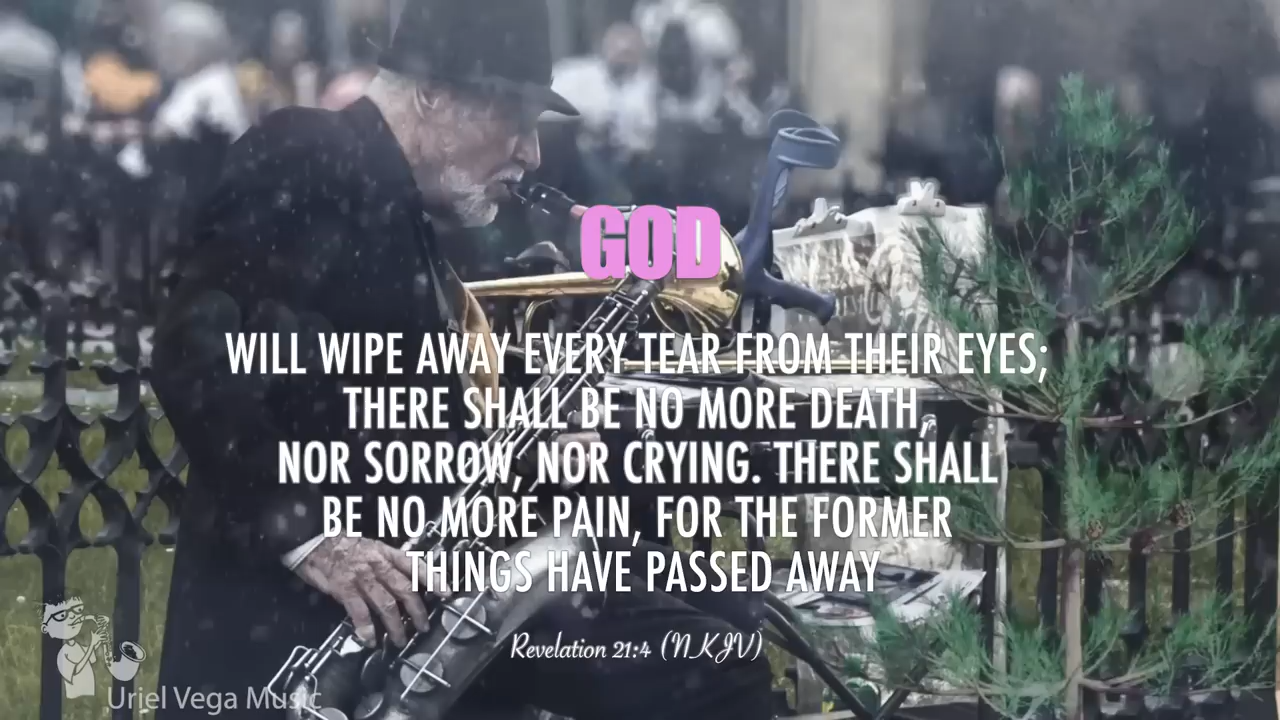 GOD
WILL WIPE AWAY EVERY TEAR FROM THEIR EYES;
THERE SHALL BE NO MORE DEATH,
NOR SORROW, NOR CRYING. THERE SHALL
BE NO MORE PAIN, FOR THE FORMER
THINGS HAVE PASSED AWAY
Revelation 21:4 (NKJV)
Uriel Vega Music